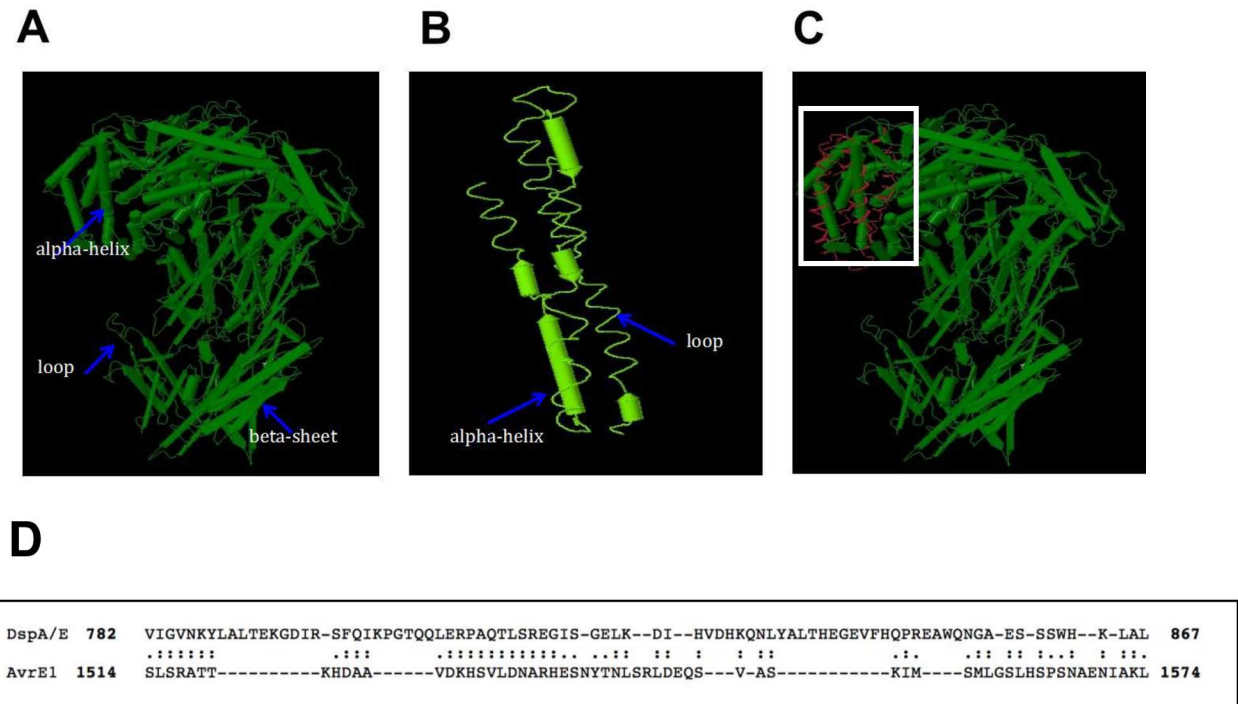 A
B
C
alpha-helix
loop
beta-sheet
loop
alpha-helix
D
DspA/E 782 VIGVNKYLALTEKGDIR-SFQIKPGTQQLERPAQTLSREGIS-GELK--DI--HVDHKQNLYALTHEGEVFHQPREAWQNGA-ES-SSWH--K-LAL 867
.:::::: .::: .:::::::::::.. ..:: :: : : :: .:. .:: :: :..: : ::.
AvrE1 1514 SLSRATT----------KHDAA------VDKHSVLDNARHESNYTNLSRLDEQS---V-AS-----------KIM----SMLGSLHSPSNAENIAKL 1574